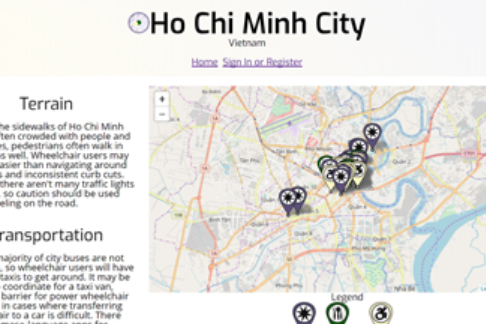 Ho Chi Minh City
Vietnam
Home Sign In or Register
Terrain
he sidewalks of Ho Chi Minh
ften crowded with people and
es, pedestrians often walk in
as well. Wheelchair users may
easier than navigating around
s and inconsistent curb cuts.
there aren't many traffic lights
, so caution should be used
eling on the road.
ransportation
majority of city buses are not
, so wheelchair users will have
taxis to get around. It may be
coordinate for a taxi van,
barrier for power wheelchair
in cases where transferring
a car is difficult. There
+
−
Legend